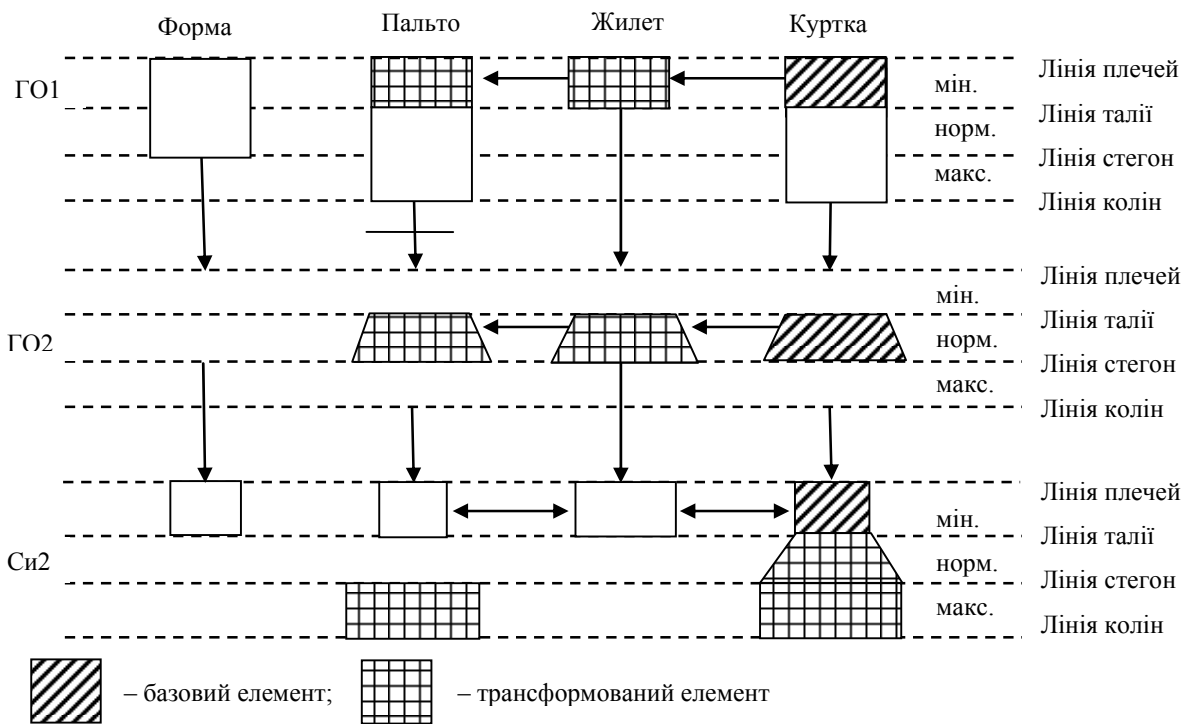 Форма Пальто Жилет Куртка
ГО1
мін.
норм.
макс.
Лінія плечей
Лінія талії
Лінія стегон
Лінія колін
ГО2
мін.
норм.
макс.
Лінія плечей
Лінія талії
Лінія стегон
Лінія колін
Си2
мін.
норм.
макс.
Лінія плечей
Лінія талії
Лінія стегон
Лінія колін
– базовий елемент; – трансформований елемент